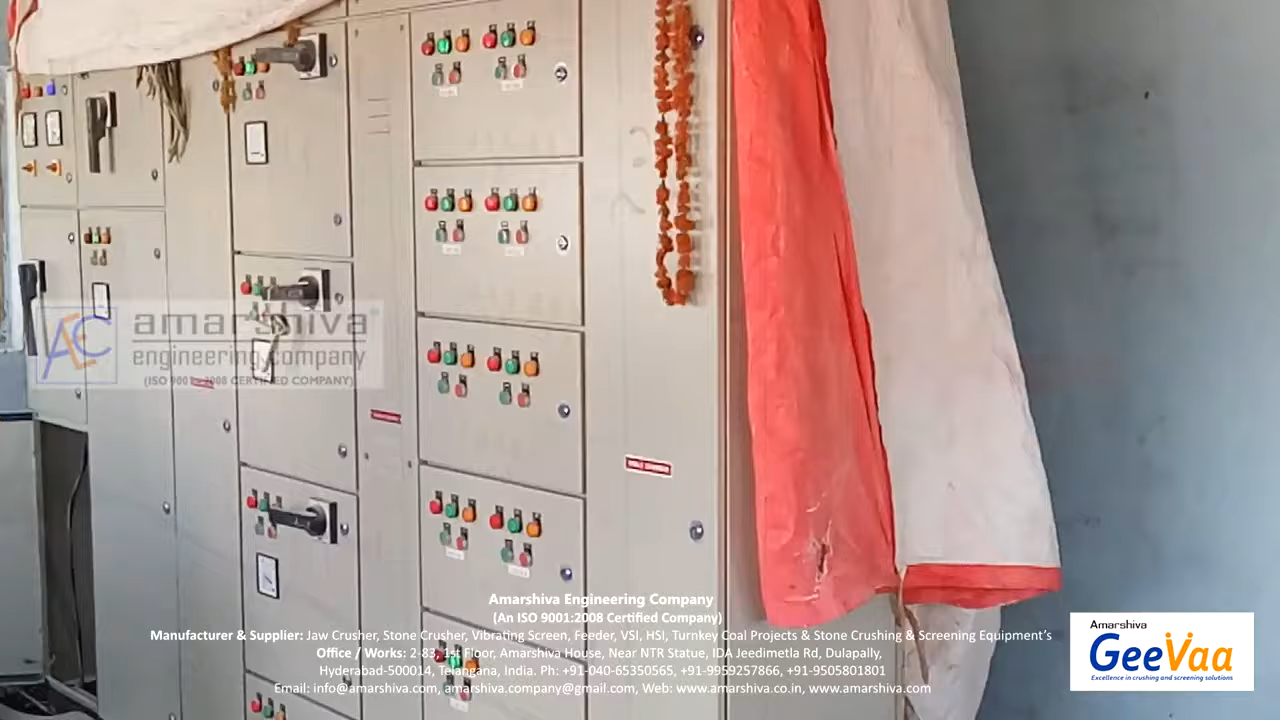 AEC
amarshiva®
engineering company
(ISO 9001:2008 CERTIFIED COMPANY)
Amarshiva Engineering Company
(An ISO 9001:2008 Certified Company)
Manufacturer & Supplier: Jaw Crusher, Stone Crusher, Vibrating Screen, Feeder, VSI, HSI, Turnkey Coal Projects & Stone Crushing & Screening Equipment's
Office / Works: 2-83, 1st Floor, Amarshiva House, Near NTR Statue, IDA Jeedimetla Rd, Dulapally,
Hyderabad-500014, Telangana, India. Ph: +91-040-65350565, +91-9959257866, +91-9505801801
Email: info@amarshiva.com, amarshiva.company@gmail.com, Web: www.amarshiva.co.in, www.amarshiva.com
Amarshiva
GeeVaa
Excellence in crushing and screening solutions